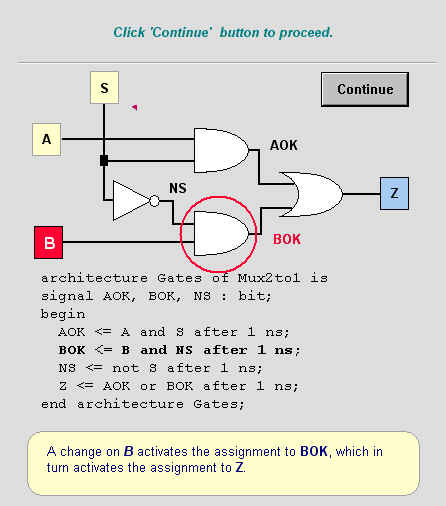 Click 'Continue' button to proceed.
S
Continue
A
AOK
NS
Z
B
BOK
architecture Gates of Mux2to1 is
signal AOK, BOK, NS : bit;
begin
AOK <= A and S after 1 ns;
BOK <= B and NS after 1 ns;
NS <= not S after 1 ns;
Z <= AOK or BOK after 1 ns;
end architecture Gates;
A change on B activates the assignment to BOK, which in
turn activates the assignment to Z.